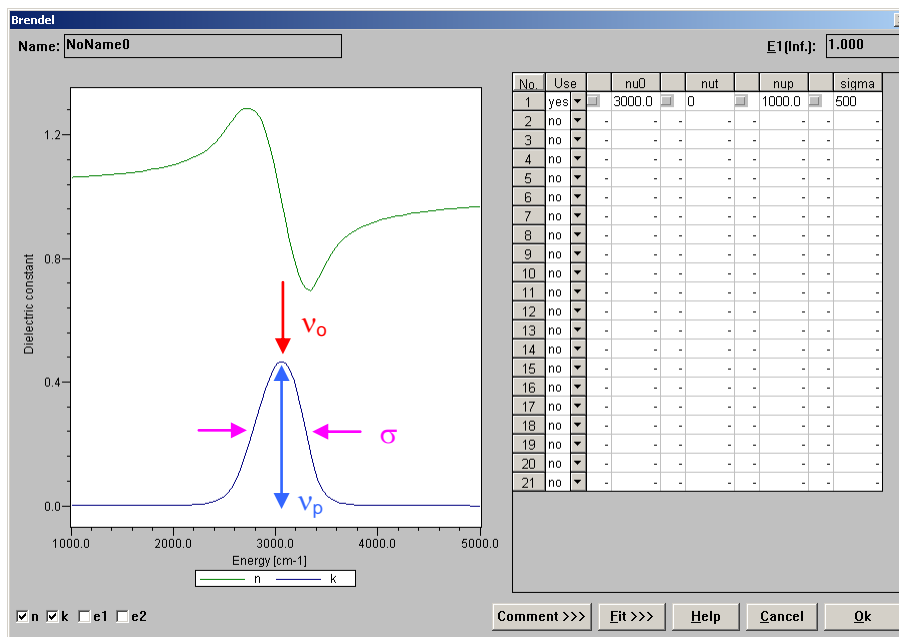 Brendel
Name: NoName0
E1(Inf.): 1.000
1.2
0.8
0.4
0.0
Dielectric constant
νo
σ
νp
1000.0 2000.0 3000.0 4000.0 5000.0
Energy [cm-1]
n k
No. Use nu0 nut nup sigma
1 yes 3000.0 0 1000.0 500
2 no - - - - - - - -
3 no - - - - - - - -
4 no - - - - - - - -
5 no - - - - - - - -
6 no - - - - - - - -
7 no - - - - - - - -
8 no - - - - - - - -
9 no - - - - - - - -
10 no - - - - - - - -
11 no - - - - - - - -
12 no - - - - - - - -
13 no - - - - - - - -
14 no - - - - - - - -
15 no - - - - - - - -
16 no - - - - - - - -
17 no - - - - - - - -
18 no - - - - - - - -
19 no - - - - - - - -
20 no - - - - - - - -
21 no - - - - - - - -
n k e1 e2
Comment >>> Fit >>> Help Cancel Ok